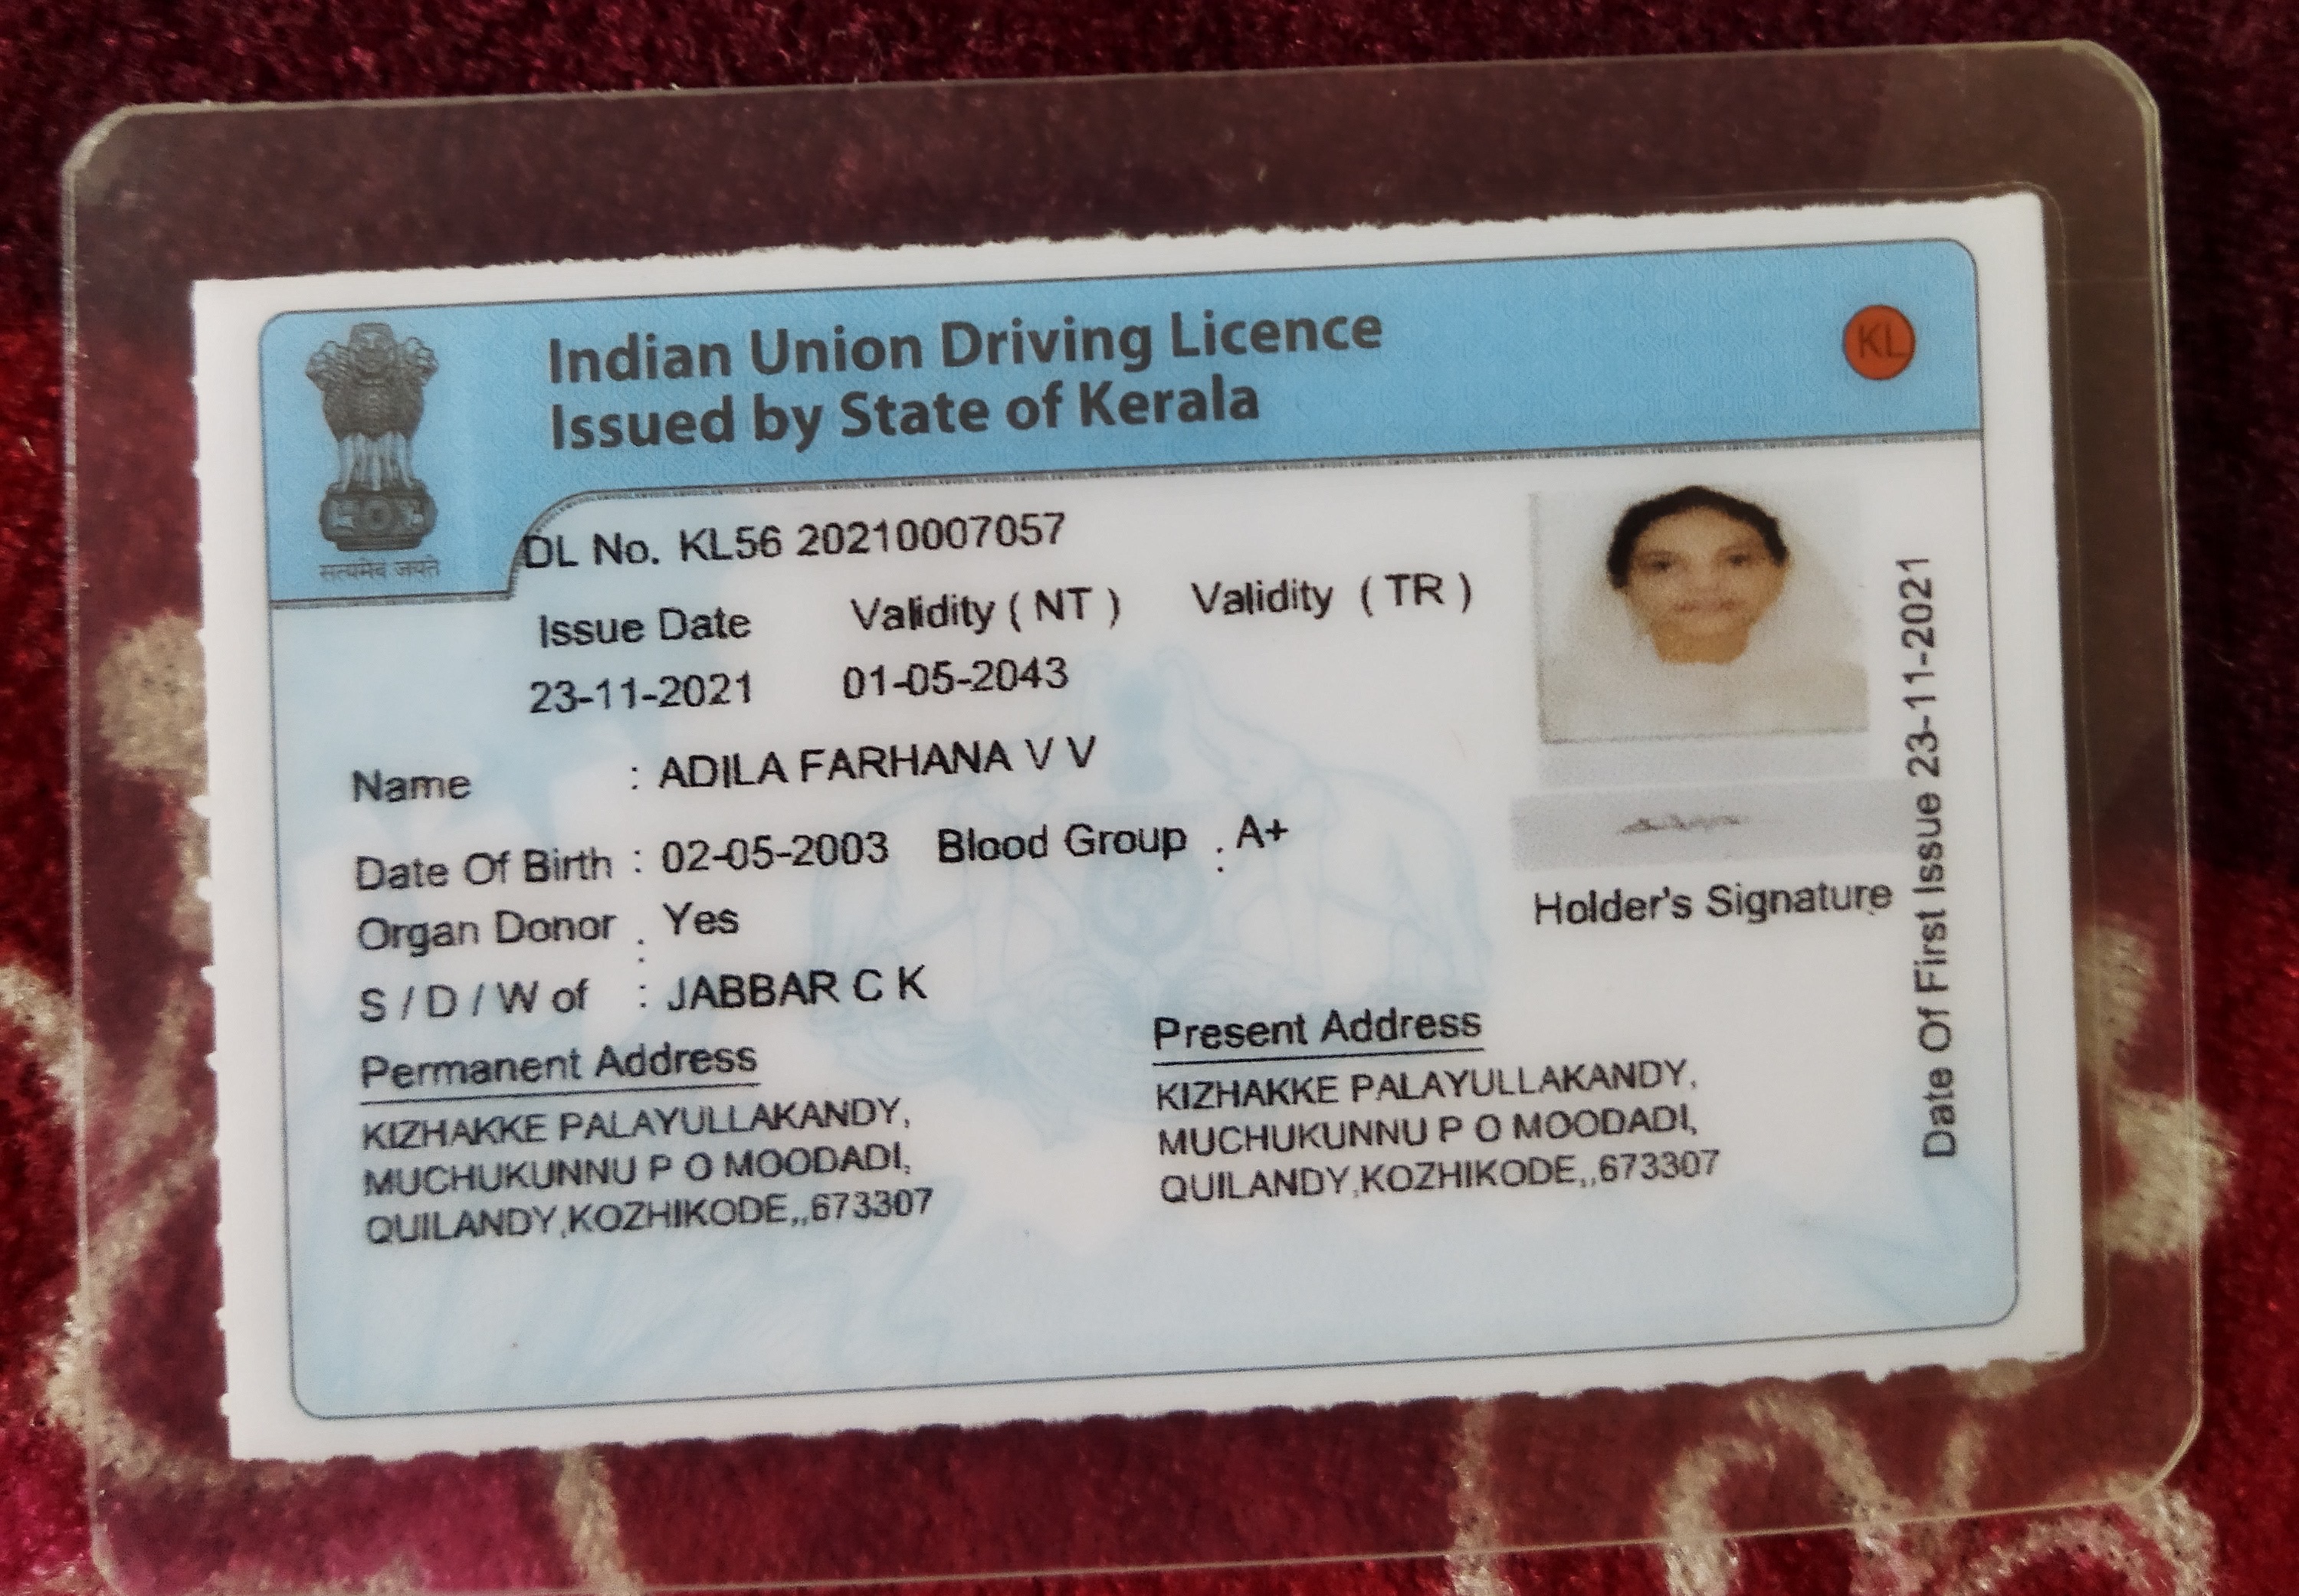 Indian Union Driving Licence
Issued by State of Kerala
KL
सत्यमेव जयते
DL No. KL56 20210007057
Issue Date Validity ( NT ) Validity ( TR )
23-11-2021 01-05-2043
Name : ADILA FARHANA V V
Date Of Birth : 02-05-2003 Blood Group : A+
Organ Donor : Yes
S / D / W of : JABBAR C K
Holder's Signature
Date Of First Issue 23-11-2021
Permanent Address
KIZHAKKE PALAYULLAKANDY,
MUCHUKUNNU P O MOODADI,
QUILANDY,KOZHIKODE,,673307
Present Address
KIZHAKKE PALAYULLAKANDY,
MUCHUKUNNU P O MOODADI,
QUILANDY,KOZHIKODE,,673307